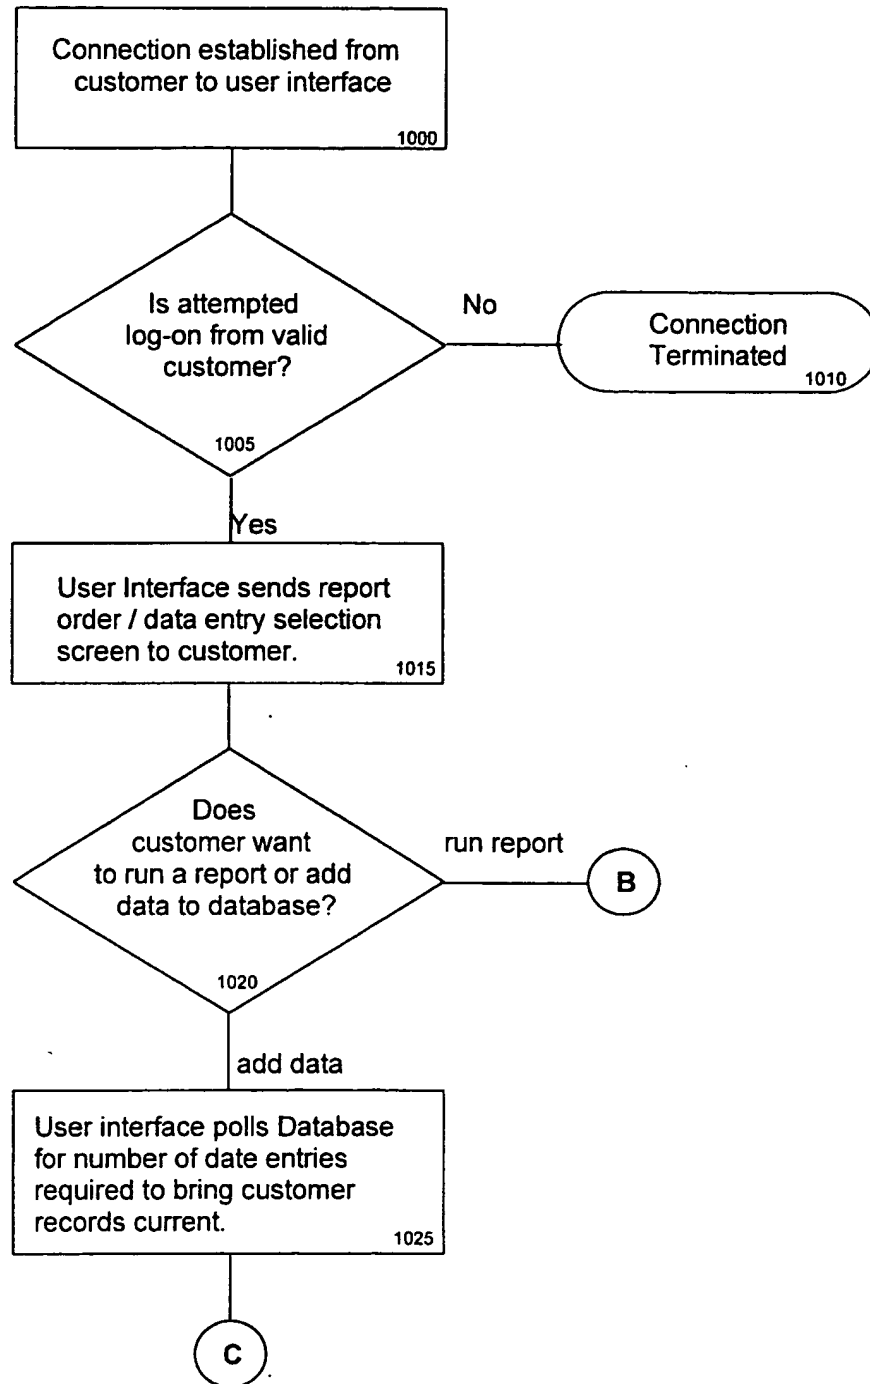 Connection established from
customer to user interface
1000
Is attempted
log-on from valid
customer?
1005
No
Connection
Terminated
1010
Yes
User Interface sends report
order / data entry selection
screen to customer.
1015
Does
customer want
to run a report or add
data to database?
1020
run report
B
add data
User interface polls Database
for number of date entries
required to bring customer
records current.
1025
C